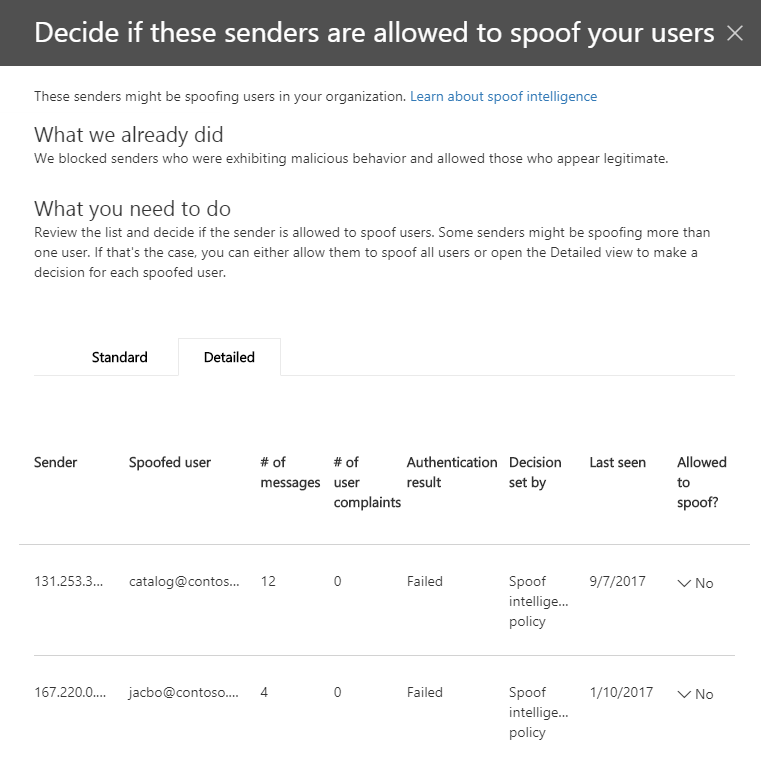 Decide if these senders are allowed to spoof your users
These senders might be spoofing users in your organization. Learn about spoof intelligence
What we already did
We blocked senders who were exhibiting malicious behavior and allowed those who appear legitimate.
What you need to do
Review the list and decide if the sender is allowed to spoof users. Some senders might be spoofing more than
one user. If that's the case, you can either allow them to spoof all users or open the Detailed view to make a
decision for each spoofed user.
Standard Detailed
Sender Spoofed user # of # of Authentication Decision Last seen Allowed
messages user result set by to
complaints spoof?
131.253.3... catalog@contos... 12 0 Failed Spoof 9/7/2017 No
intellige...
policy
167.220.0.... jacbo@contoso.... 4 0 Failed Spoof 1/10/2017 No
intellige...
policy